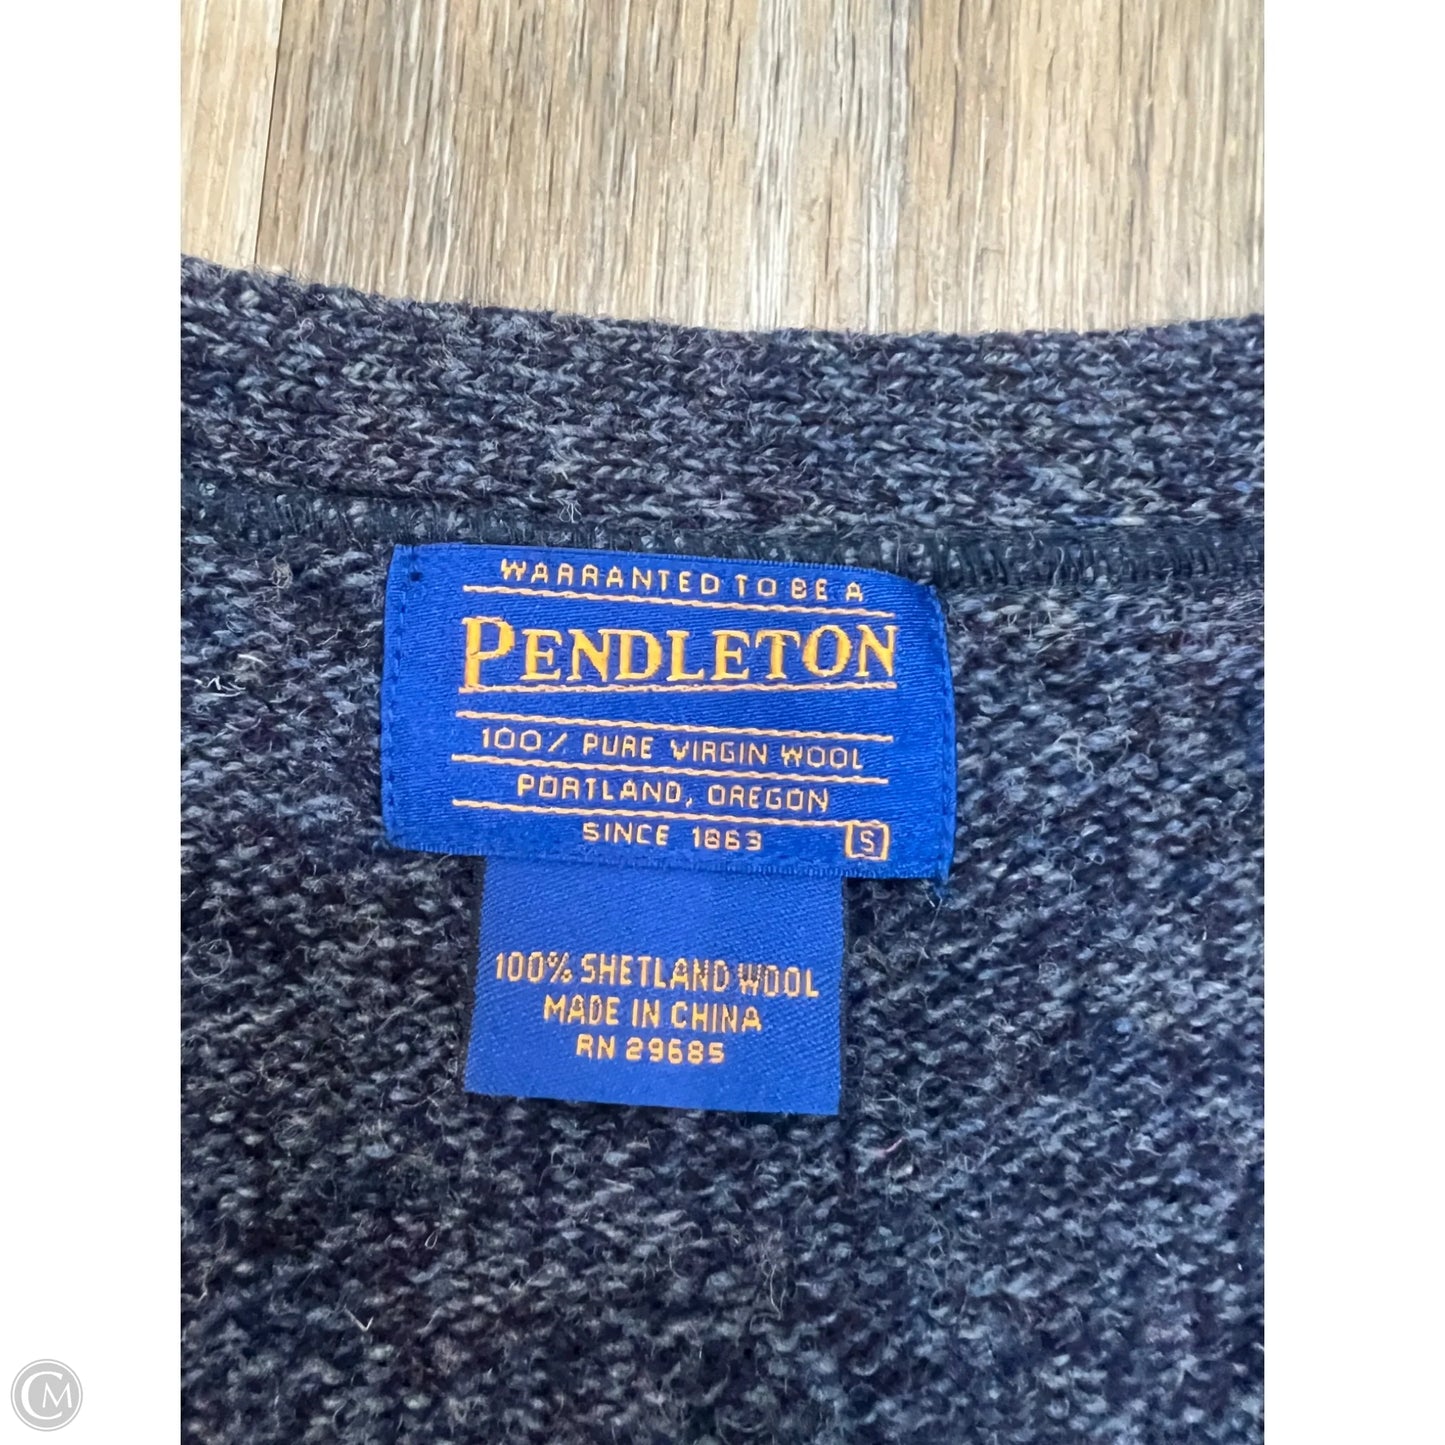 WARRANTED TO BE A
PENDLETON
100% PURE VIRGIN WOOL
PORTLAND, OREGON
SINCE 1863 S
100% SHETLAND WOOL
MADE IN CHINA
RN 29685
CM